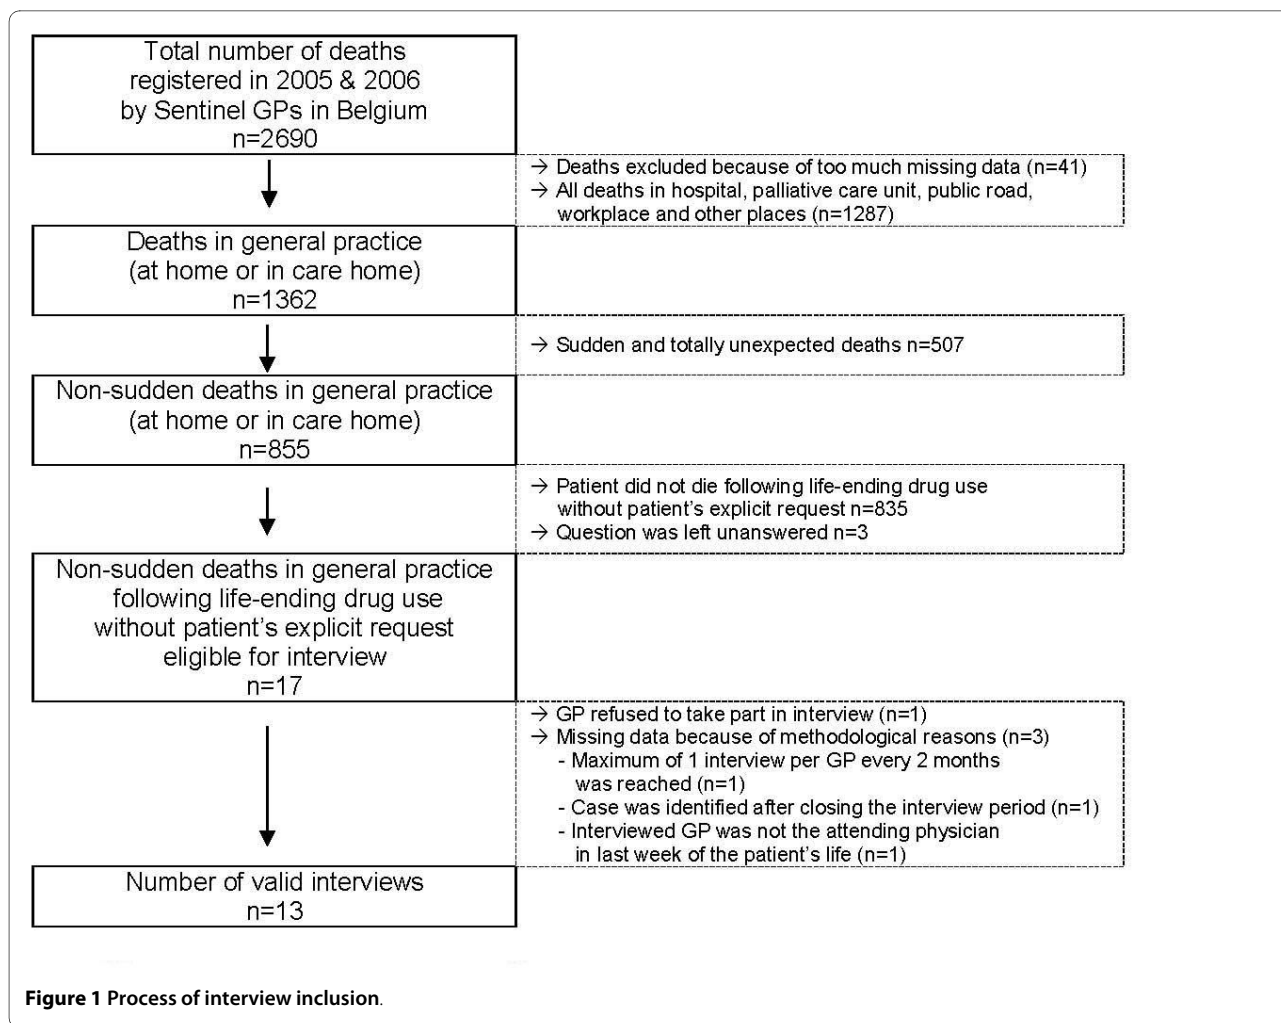 Total number of deaths
registered in 2005 & 2006
by Sentinel GPs in Belgium
n=2690
→ Deaths excluded because of too much missing data (n=41)
→ All deaths in hospital, palliative care unit, public road,
workplace and other places (n=1287)
Deaths in general practice
(at home or in care home)
n=1362
→ Sudden and totally unexpected deaths n=507
Non-sudden deaths in general practice
(at home or in care home)
n=855
→ Patient did not die following life-ending drug use
without patient's explicit request n=835
→ Question was left unanswered n=3
Non-sudden deaths in general practice
following life-ending drug use
without patient's explicit request
eligible for interview
n=17
→ GP refused to take part in interview (n=1)
→ Missing data because of methodological reasons (n=3)
- Maximum of 1 interview per GP every 2 months
was reached (n=1)
- Case was identified after closing the interview period (n=1)
- Interviewed GP was not the attending physician
in last week of the patient's life (n=1)
Number of valid interviews
n=13
Figure 1 Process of interview inclusion.